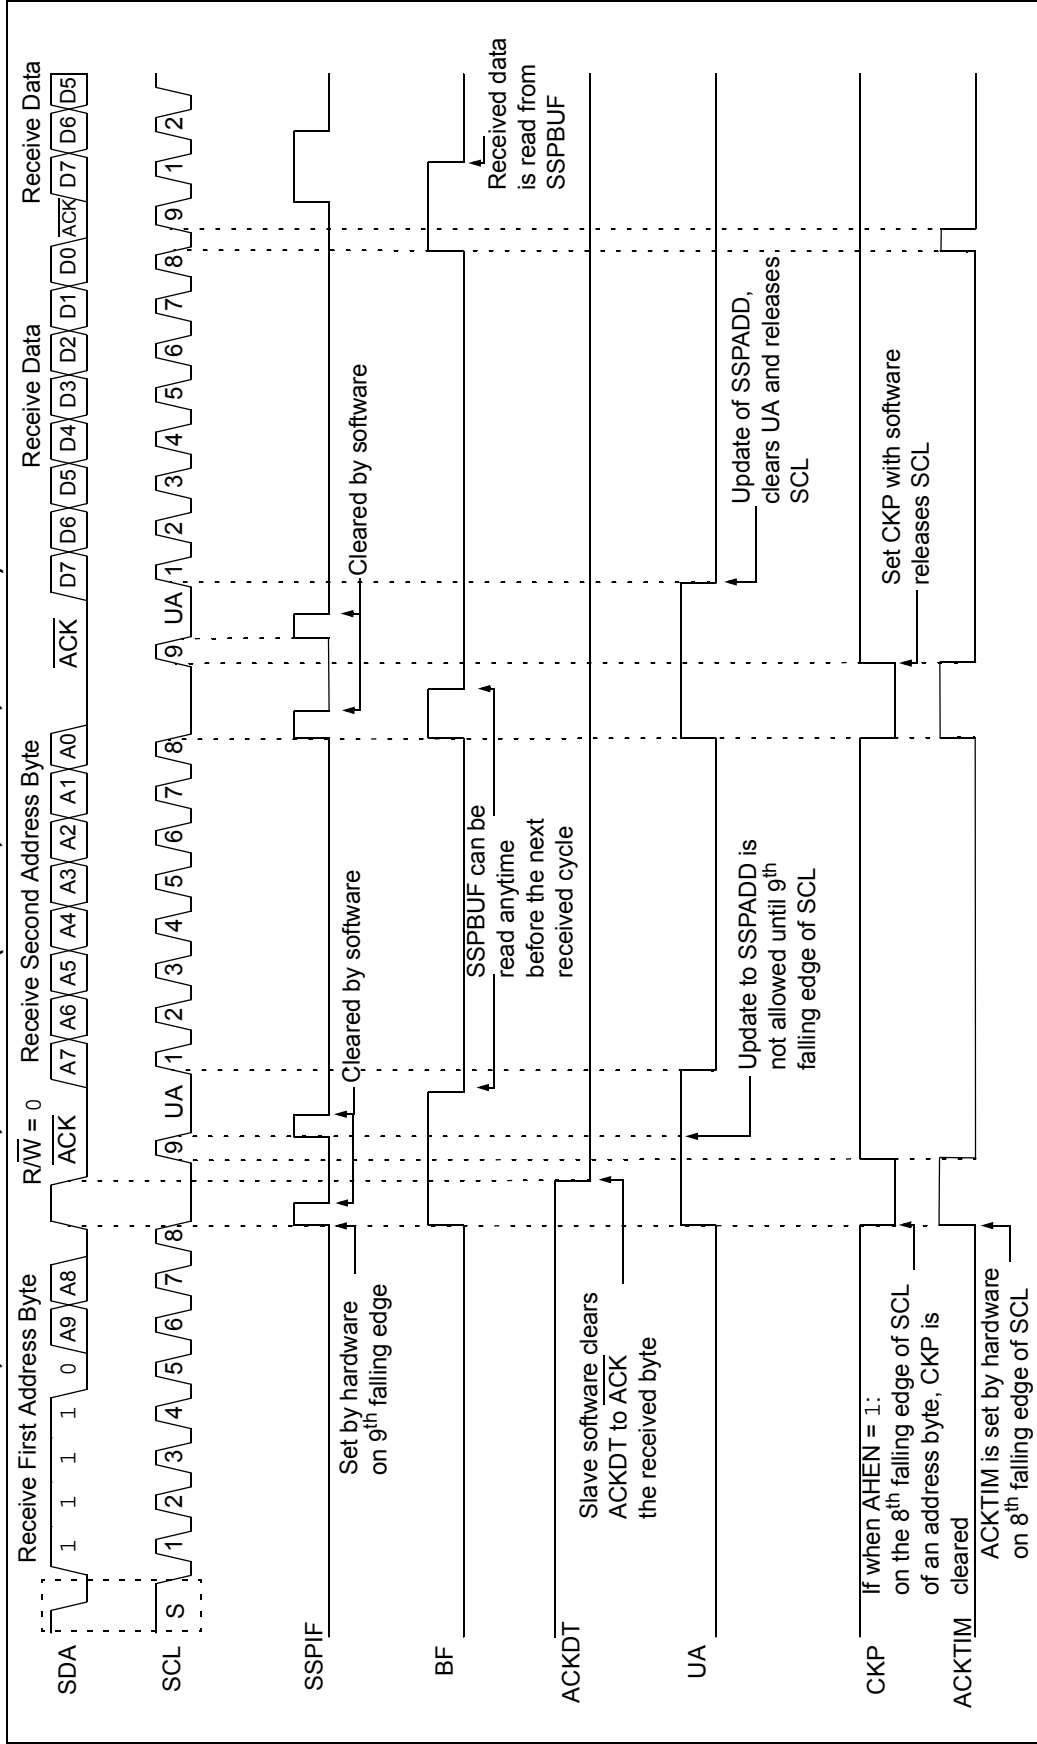 Receive First Address Byte
R/W = 0
Receive Second Address Byte
Receive Data
Receive Data
SDA
1 1 1 1 0 A9 A8
ACK
A7 A6 A5 A4 A3 A2 A1 A0
ACK
D7 D6 D5 D4 D3 D2 D1 D0
ACK
D7 D6 D5
SCL
S
1 2 3 4 5 6 7 8 9
UA
1 2 3 4 5 6 7 8 9
UA
1 2 3 4 5 6 7 8 9
1 2
SSPIF
Set by hardware
on 9th falling edge
Cleared by software
Cleared by software
BF
SSPBUF can be
read anytime
before the next
received cycle
Received data
is read from
SSPBUF
ACKDT
Slave software clears
ACKDT to ACK
the received byte
UA
Update to SSPADD is
not allowed until 9th
falling edge of SCL
Update of SSPADD,
clears UA and releases
SCL
CKP
If when AHEN = 1:
on the 8th falling edge of SCL
of an address byte, CKP is
cleared
Set CKP with software
releases SCL
ACKTIM
ACKTIM is set by hardware
on 8th falling edge of SCL